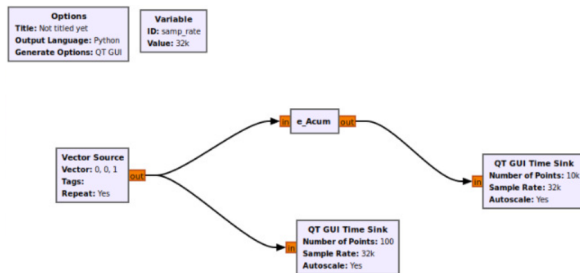 Options
Title: Not titled yet
Output Language: Python
Generate Options: QT GUI
Variable
ID: samp_rate
Value: 32k
in
e_Acum
out
Vector Source
Vector: 0, 0, 1
Tags:
Repeat: Yes
out
in
QT GUI Time Sink
Number of Points: 10k
Sample Rate: 32k
Autoscale: Yes
in
QT GUI Time Sink
Number of Points: 100
Sample Rate: 32k
Autoscale: Yes